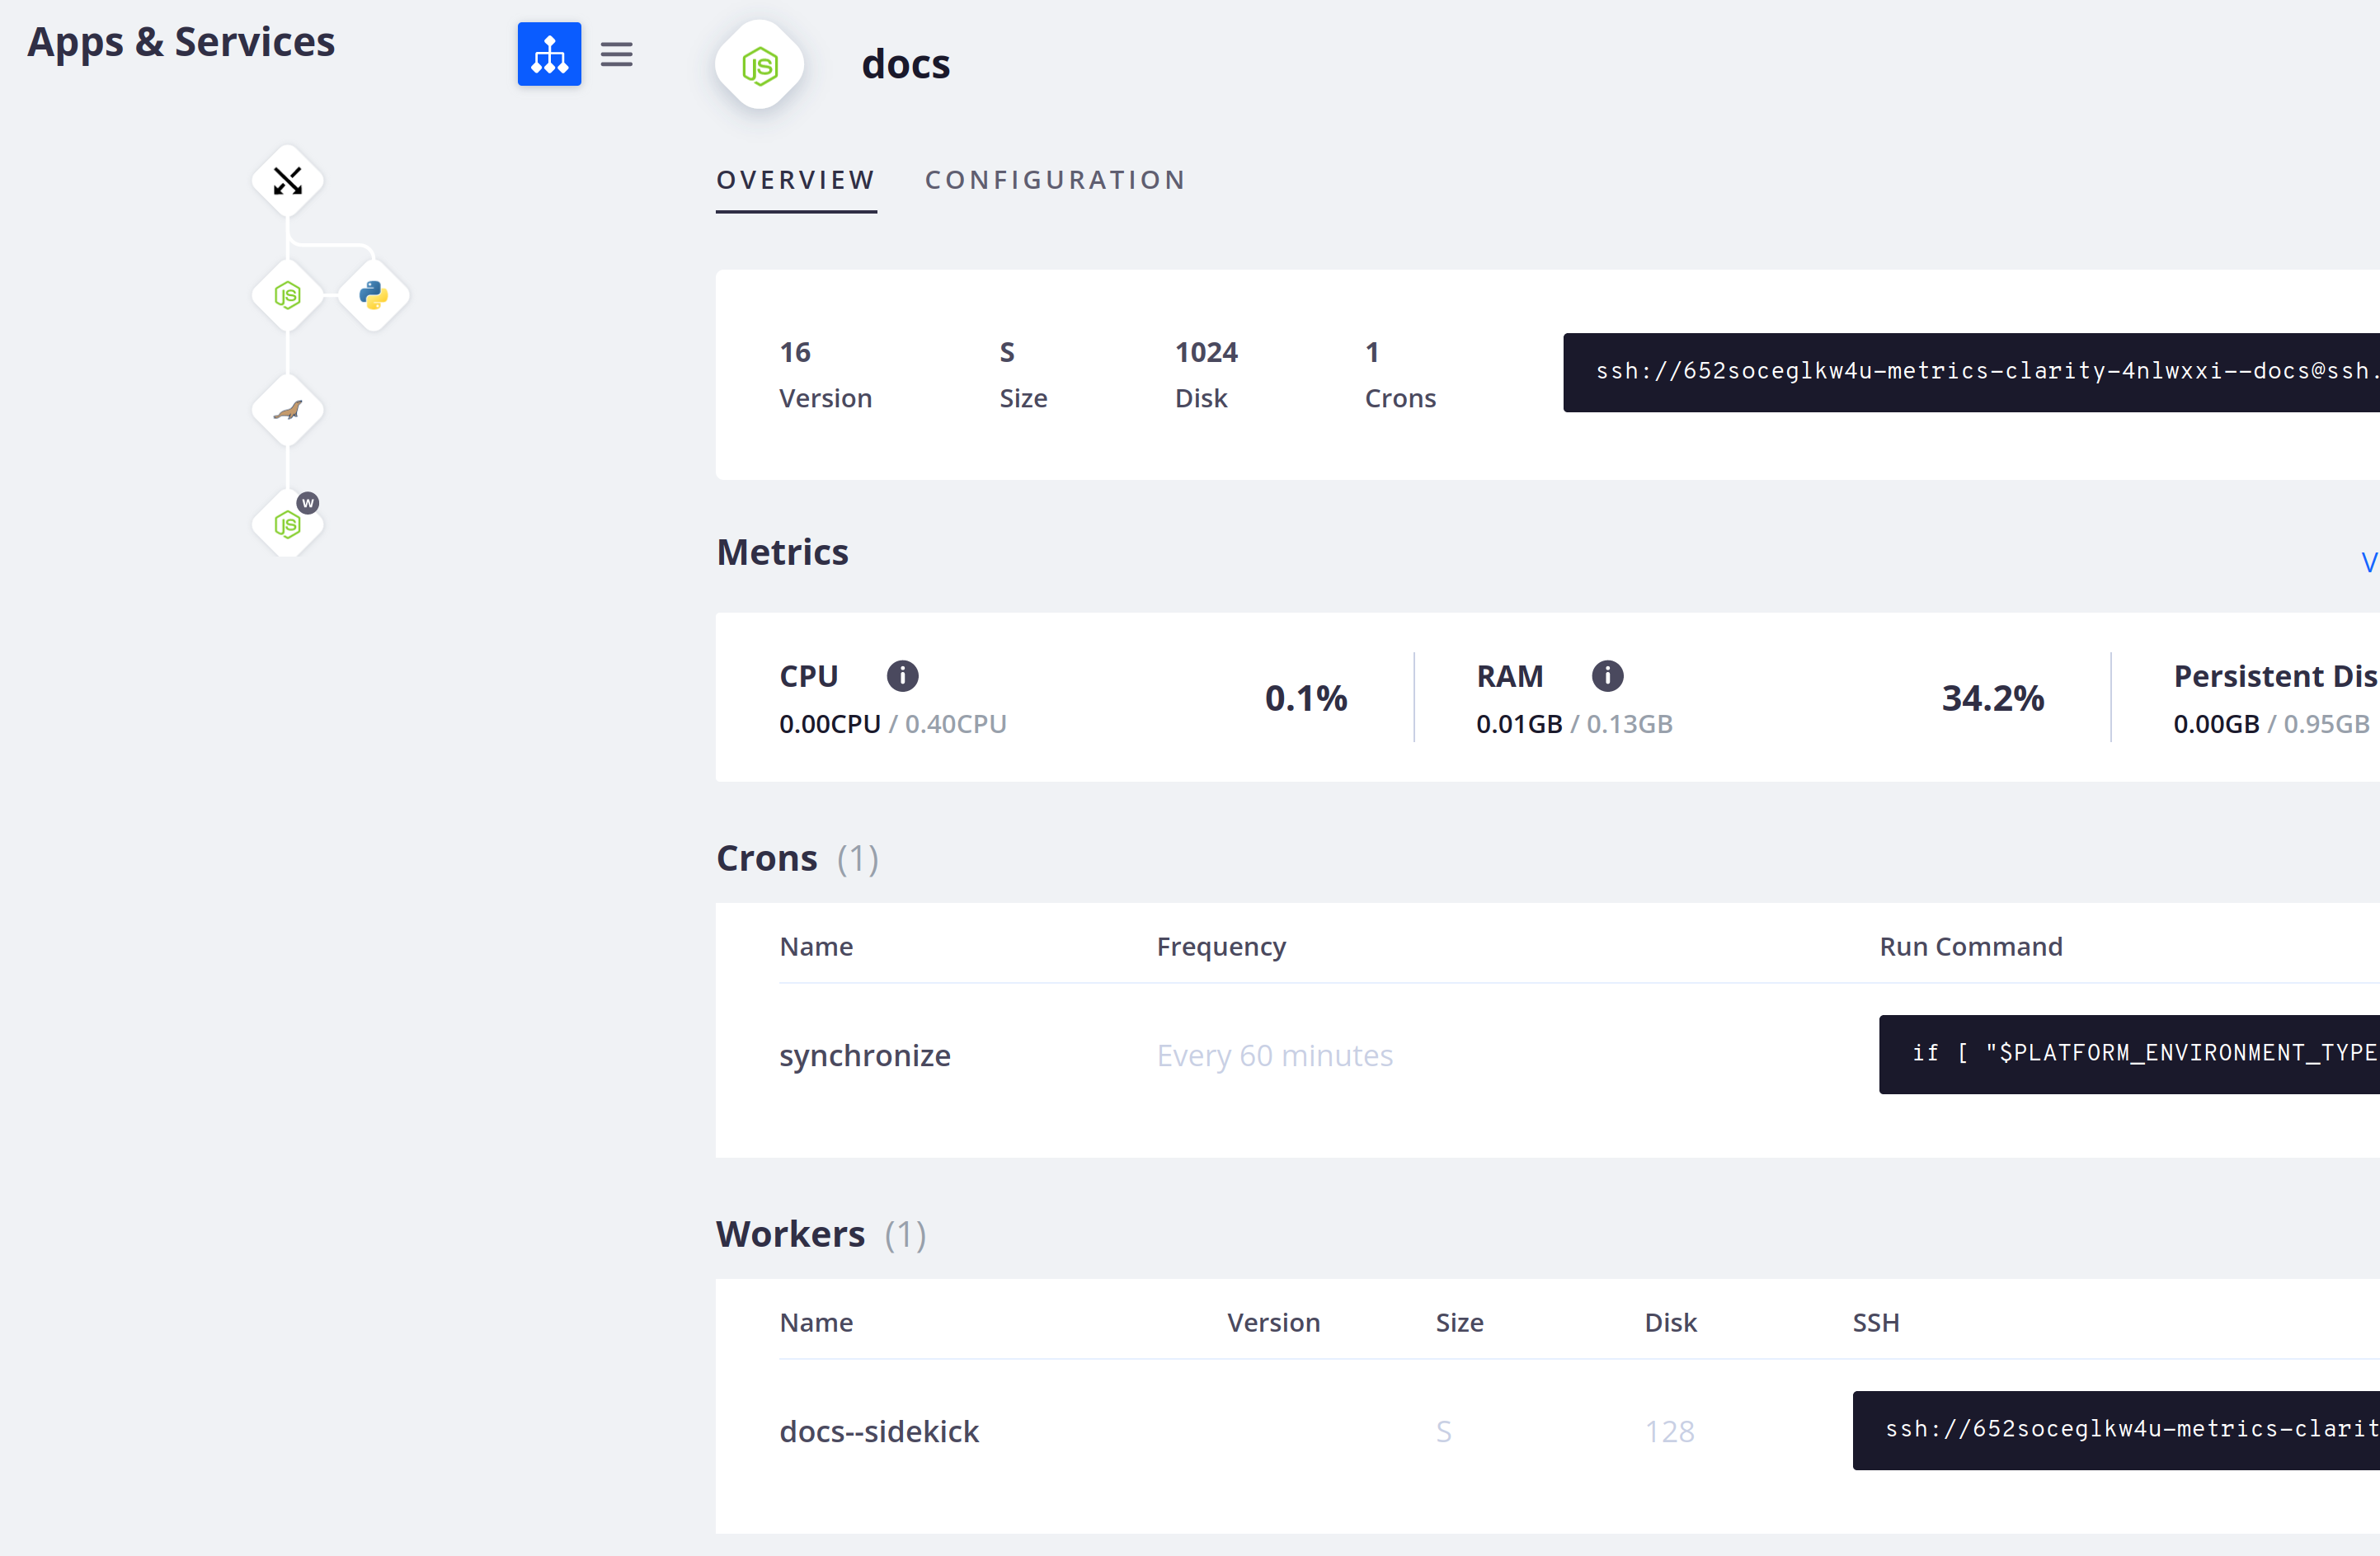 Apps & Services
docs
OVERVIEW CONFIGURATION
16 S 1024 1
Version Size Disk Crons
ssh://652soceglkw4u-metrics-clarity-4nlwxxi--docs@ssh.
Metrics
V
CPU RAM Persistent Dis
0.1% 34.2%
0.00CPU / 0.40CPU 0.01GB / 0.13GB 0.00GB / 0.95GB
Crons (1)
Name Frequency Run Command
synchronize Every 60 minutes if [ "$PLATFORM_ENVIRONMENT_TYPE
W
Workers (1)
Name Version Size Disk SSH
docs--sidekick S 128 ssh://652soceglkw4u-metrics-clarit